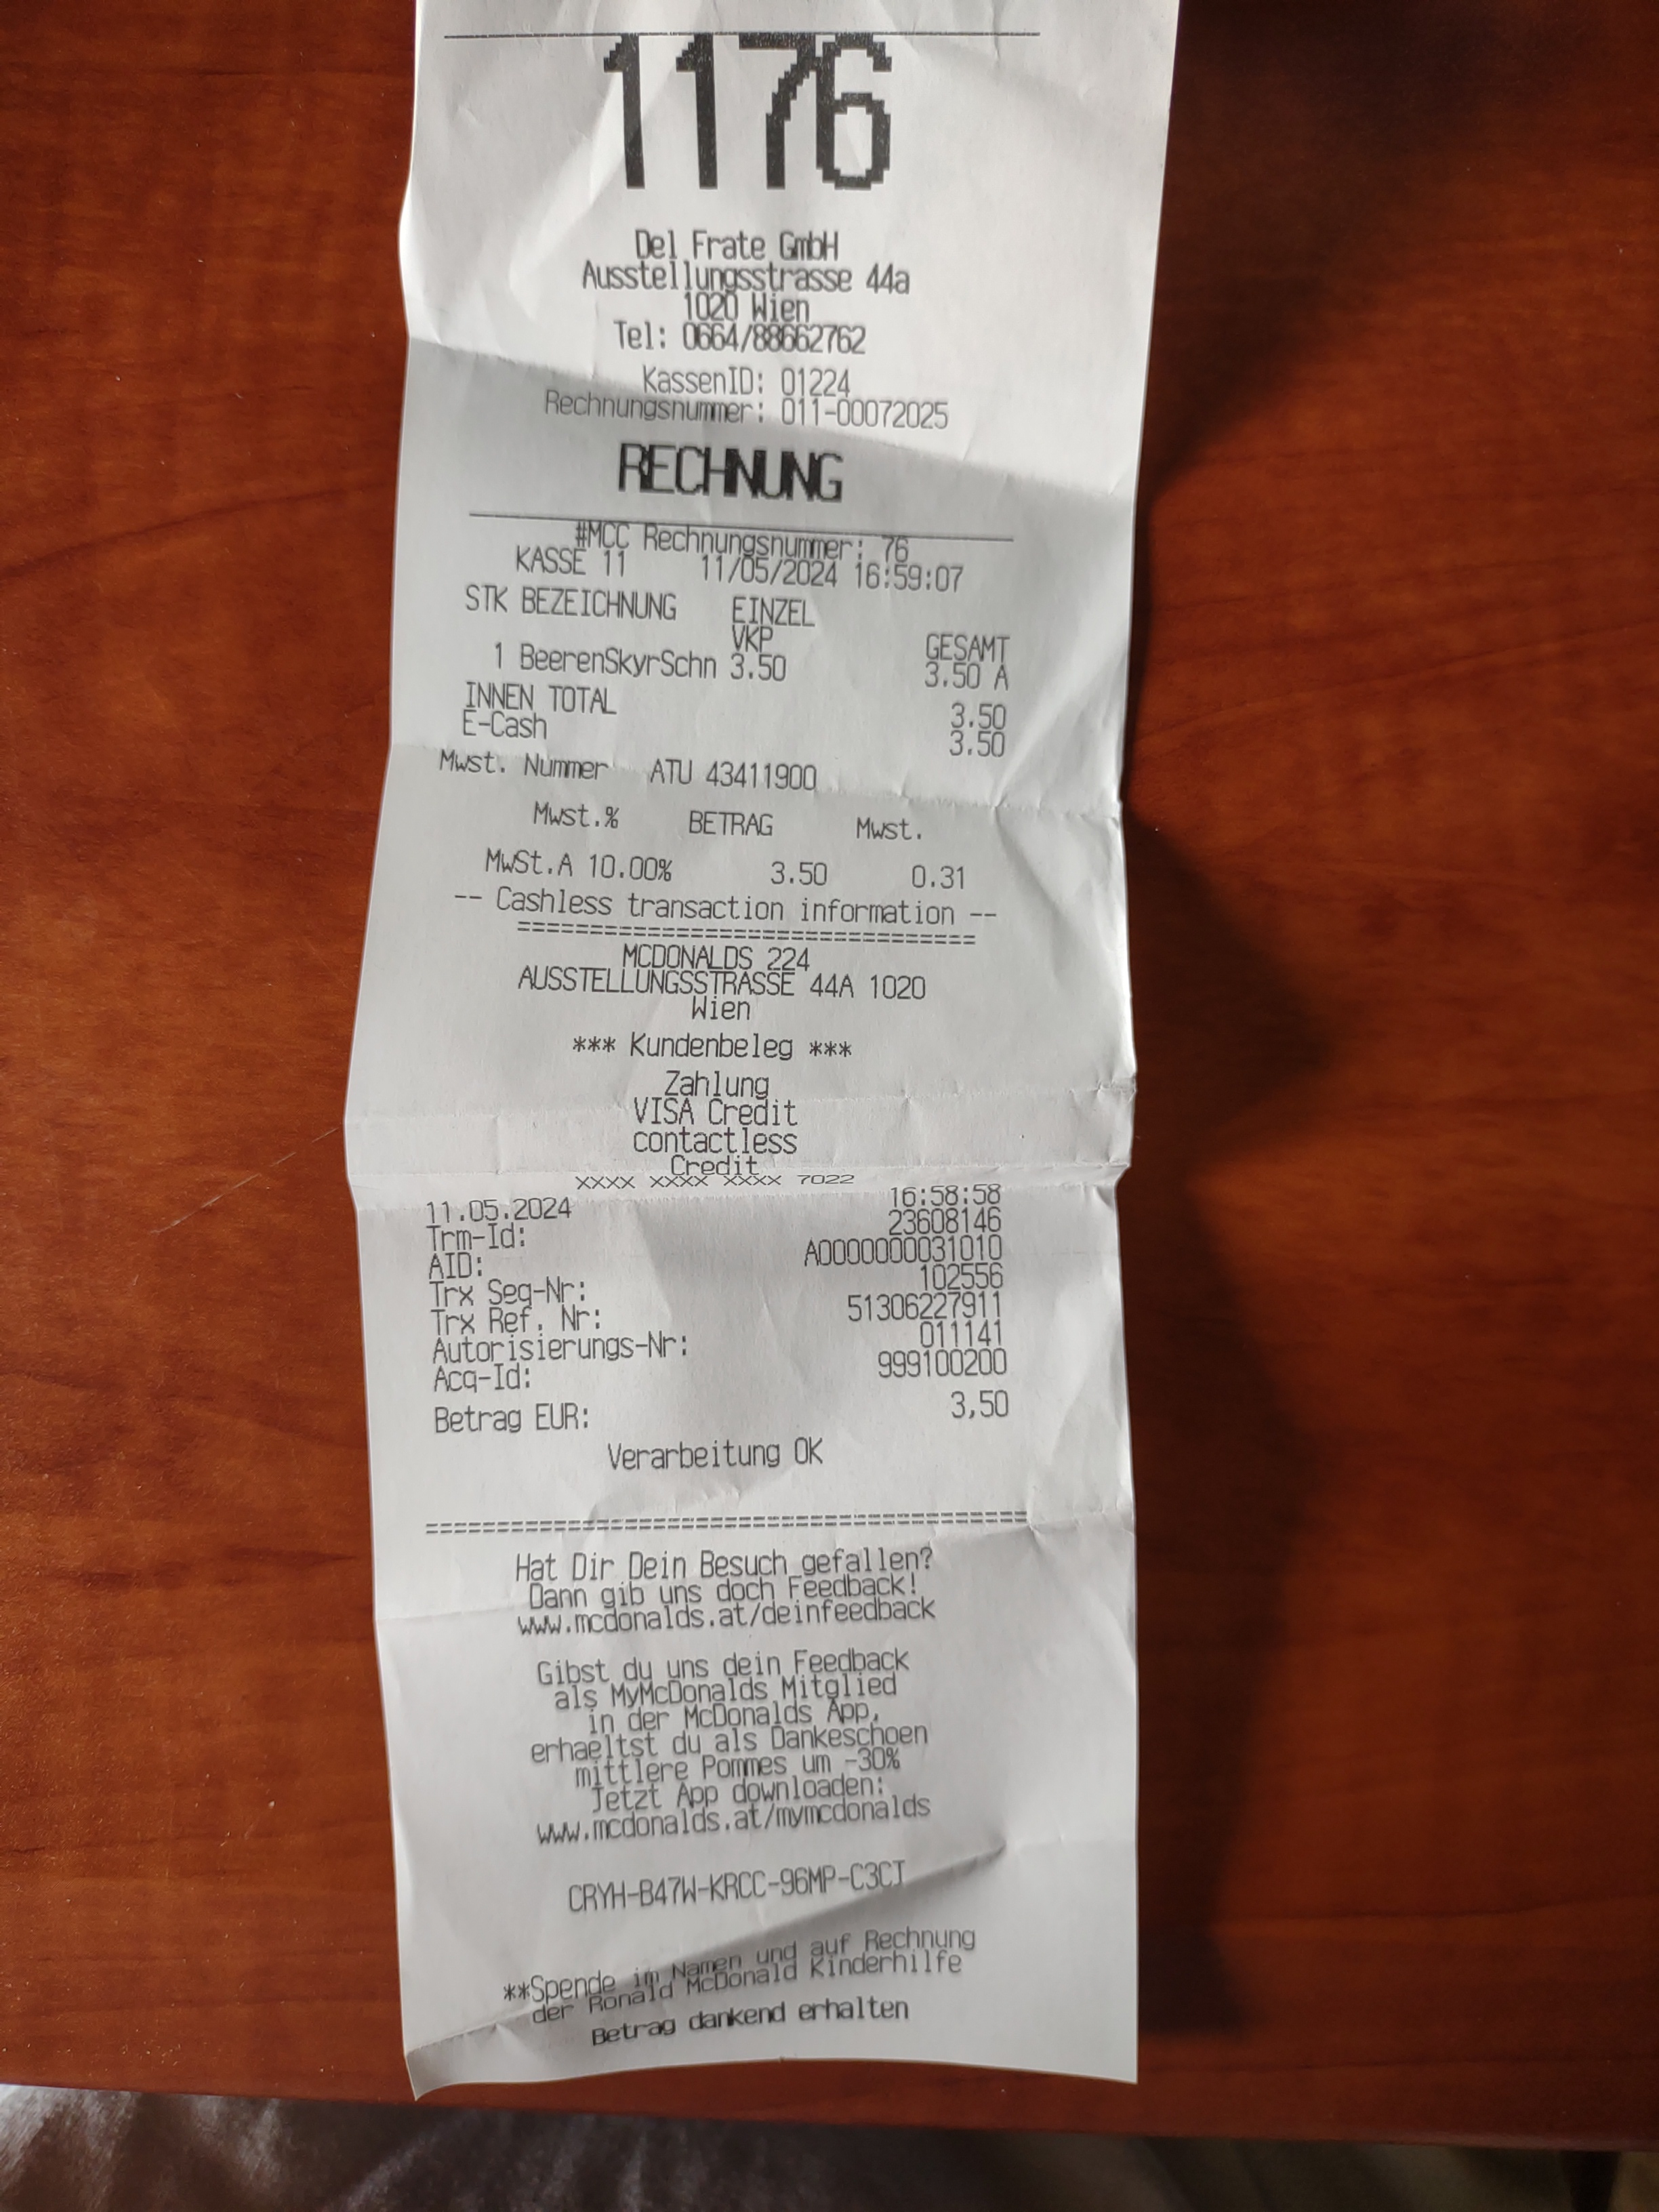 1176
Del Frate GmbH
Ausstellungsstrasse 44a
1020 Wien
Tel: 0664/88662762
KassenID: 01224
Rechnungsnummer: 011-00072025
RECHNUNG
#MCC Rechnungsnummer: 76
KASSE 11 11/05/2024 16:59:07
STK BEZEICHNUNG EINZEL
VKP GESAMT
1 BeerenSkyrSchn 3.50 3.50 A
INNEN TOTAL 3.50
E-Cash 3.50
Mwst. Nummer ATU 43411900
Mwst.% BETRAG Mwst.
MwSt.A 10.00% 3.50 0.31
-- Cashless transaction information --
================================
MCDONALDS 224
AUSSTELLUNGSSTRASSE 44A 1020
Wien
*** Kundenbeleg ***
Zahlung
VISA Credit
contactless
Credit
XXXX XXXX XXXX 7022
11.05.2024 16:58:58
Trm-Id: 23608146
AID: A0000000031010
Trx Seq-Nr: 102556
Trx Ref. Nr: 51306227911
Autorisierungs-Nr: 011141
Acq-Id: 999100200
Betrag EUR: 3,50
Verarbeitung OK
==========================================
Hat Dir Dein Besuch gefallen?
Dann gib uns doch Feedback!
www.mcdonalds.at/deinfeedback
Gibst du uns dein Feedback
als MyMcDonalds Mitglied
in der McDonalds App,
erhaeltst du als Dankeschoen
mittlere Pommes um -30%
Jetzt App downloaden:
www.mcdonalds.at/mymcdonalds
CRYH-B47W-KRCC-96MP-C3CJ
**Spende im Namen und auf Rechnung
der Ronald McDonald Kinderhilfe
Betrag dankend erhalten